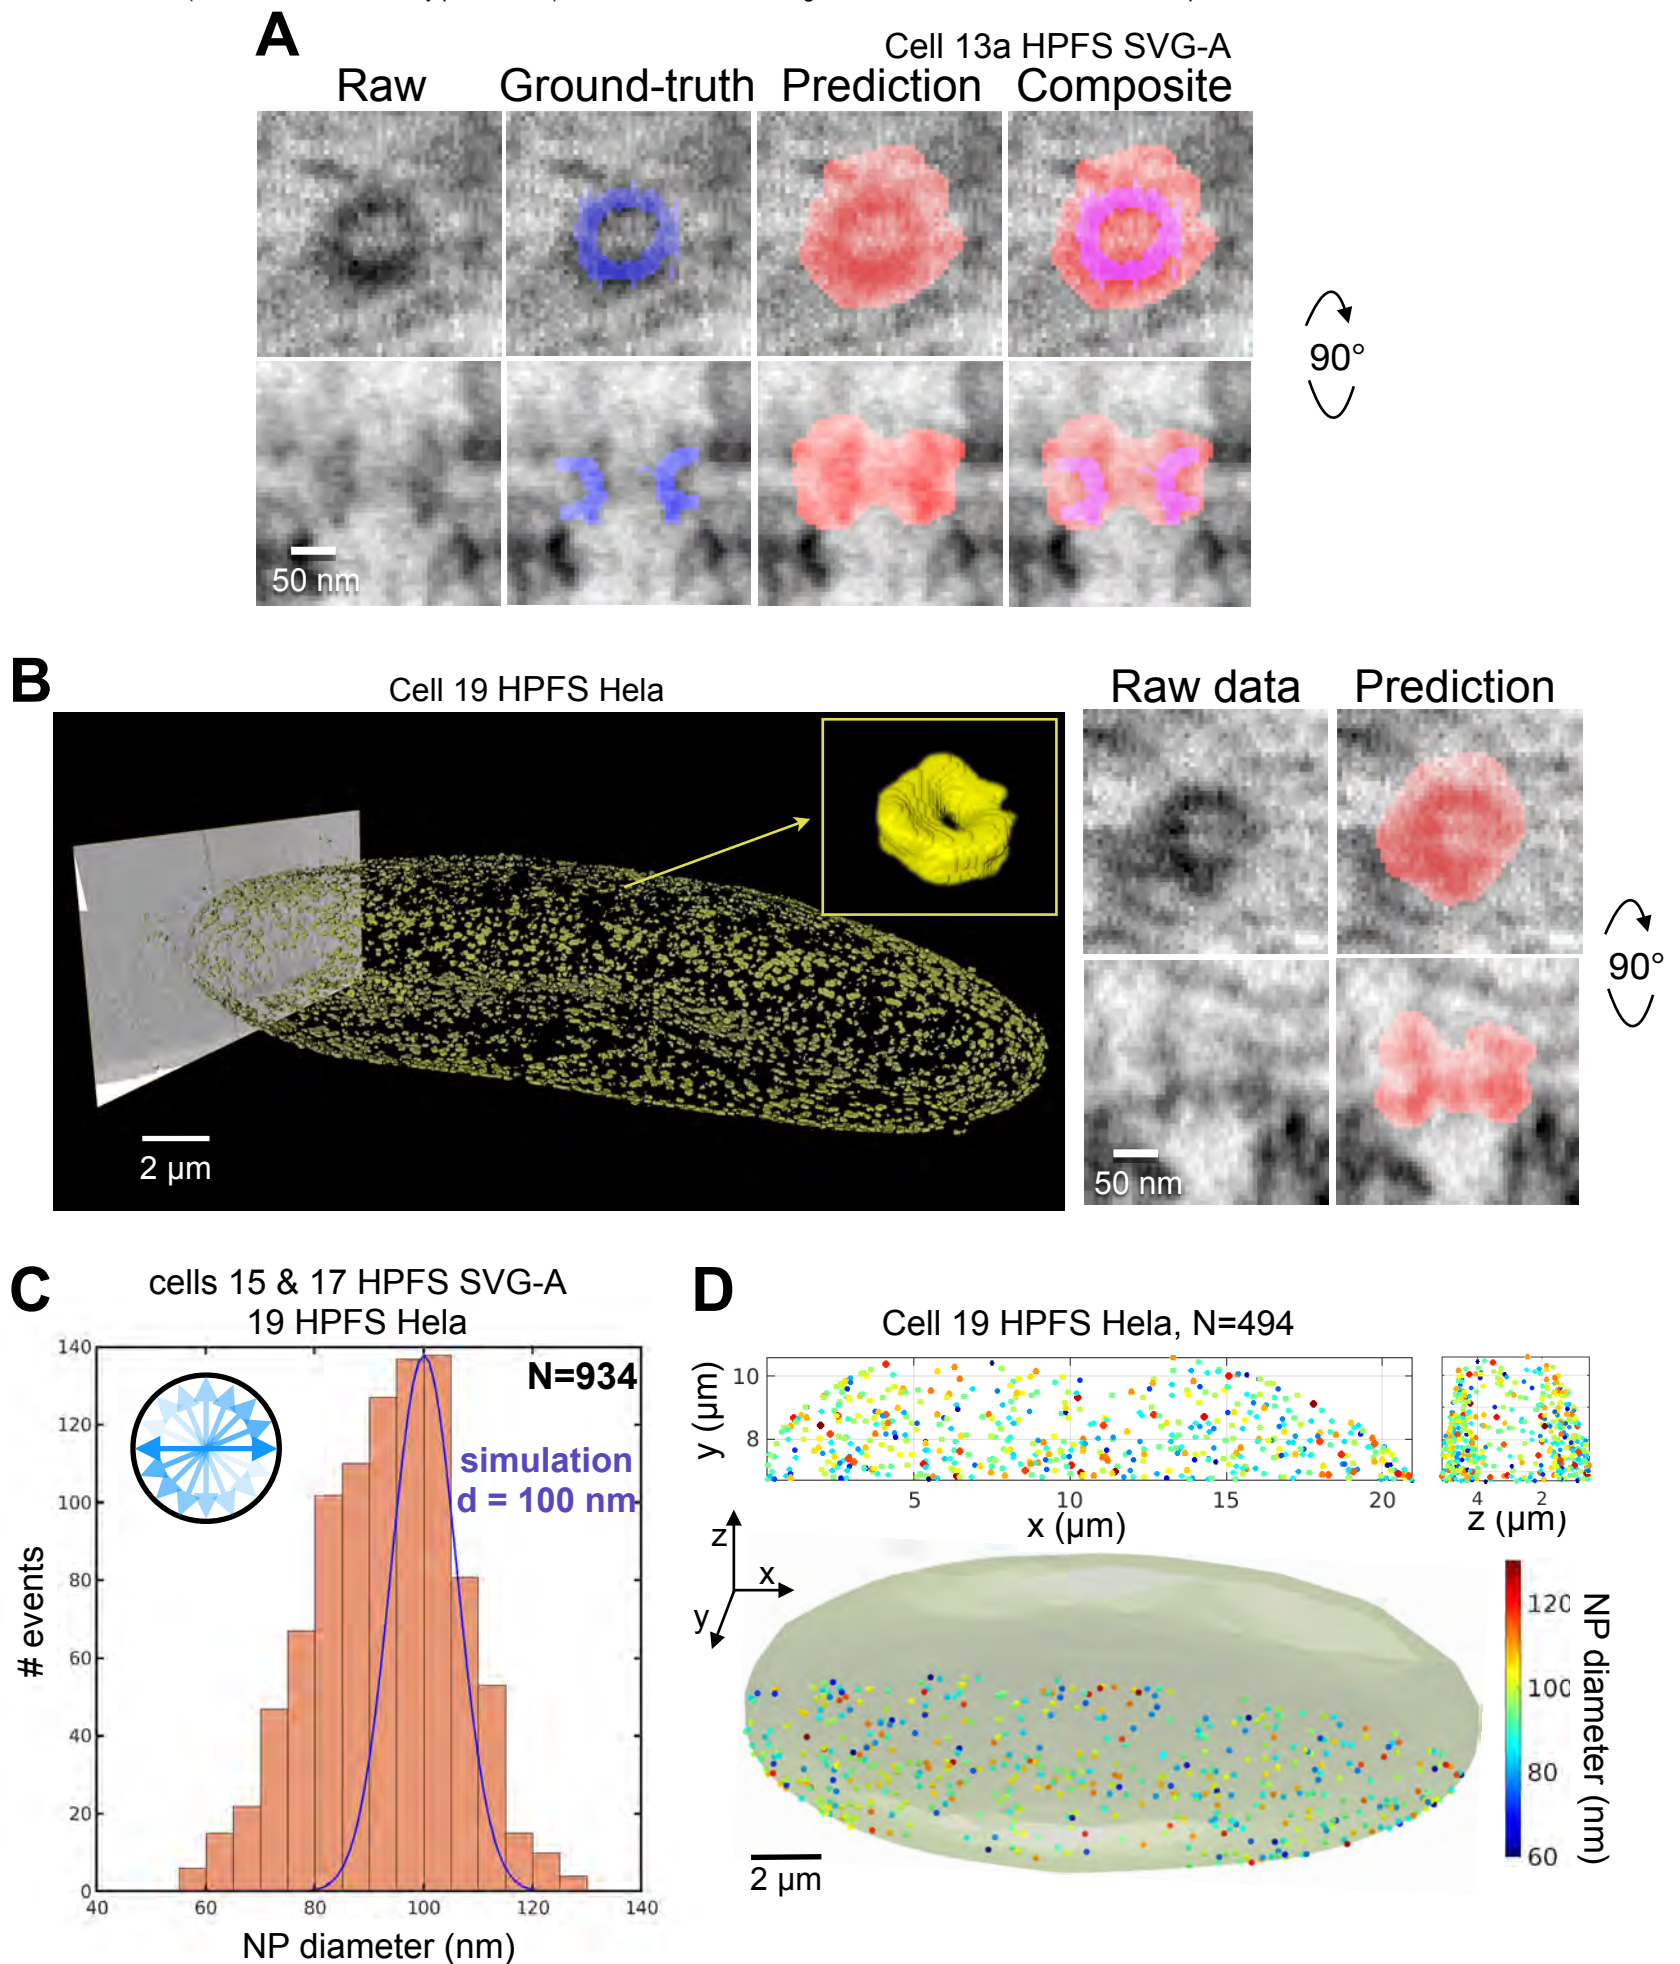 A
Cell 13a HPFS SVG-A
Raw Ground-truth Prediction Composite
90°
50 nm
B
Cell 19 HPFS Hela
Raw data Prediction
90°
2 µm
50 nm
C
cells 15 & 17 HPFS SVG-A
19 HPFS Hela
N=934
simulation
d = 100 nm
# events
140
120
100
80
60
40
20
0
40 60 80 100 120 140
NP diameter (nm)
D
Cell 19 HPFS Hela, N=494
y (µm)
10
8
5 10 15 20
x (µm)
4 2
z (µm)
z
x
y
120
100
80
60
NP diameter (nm)
2 µm